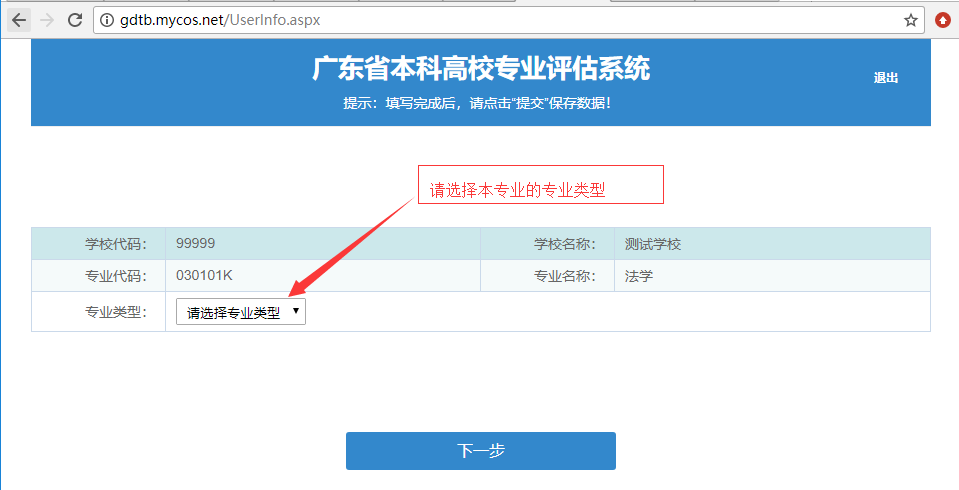 gdtb.mycos.net/UserInfo.aspx
广东省本科高校专业评估系统
退出
提示：填写完成后，请点击“提交”保存数据！
请选择本专业的专业类型
学校代码： 99999 学校名称： 测试学校
专业代码： 030101K 专业名称： 法学
专业类型： 请选择专业类型
下一步